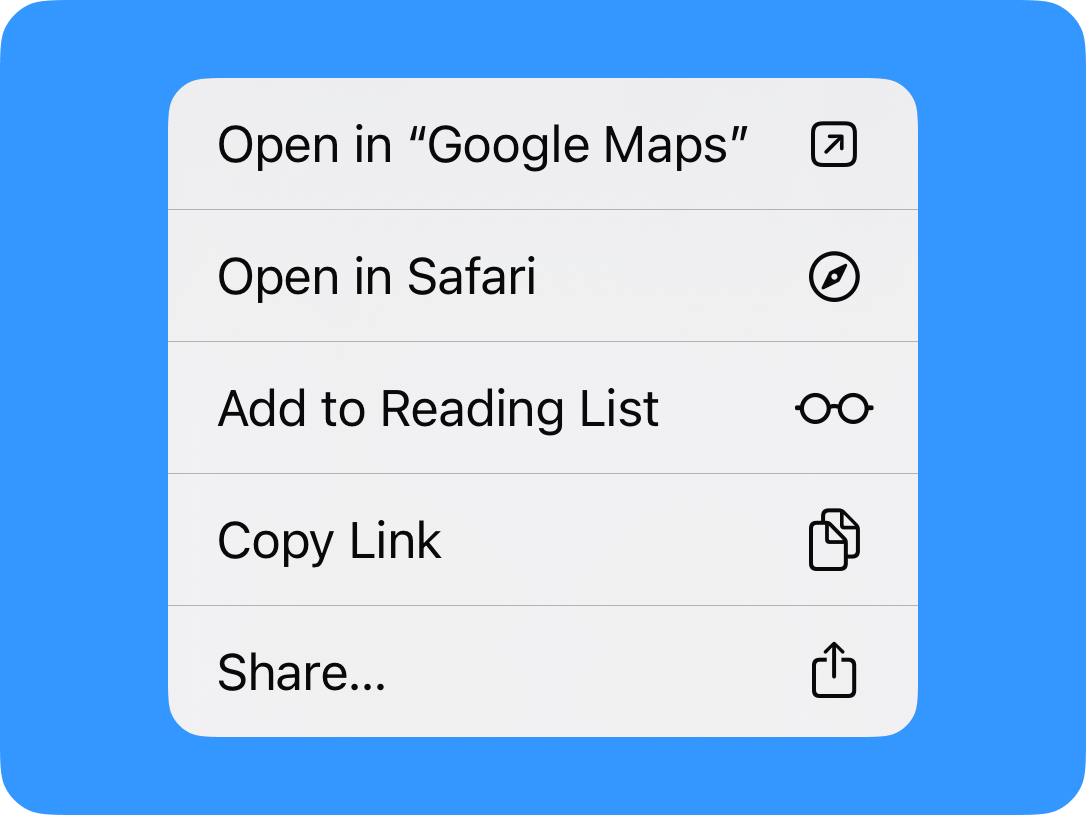 Open in “Google Maps”
Open in Safari
Add to Reading List
Copy Link
Share...